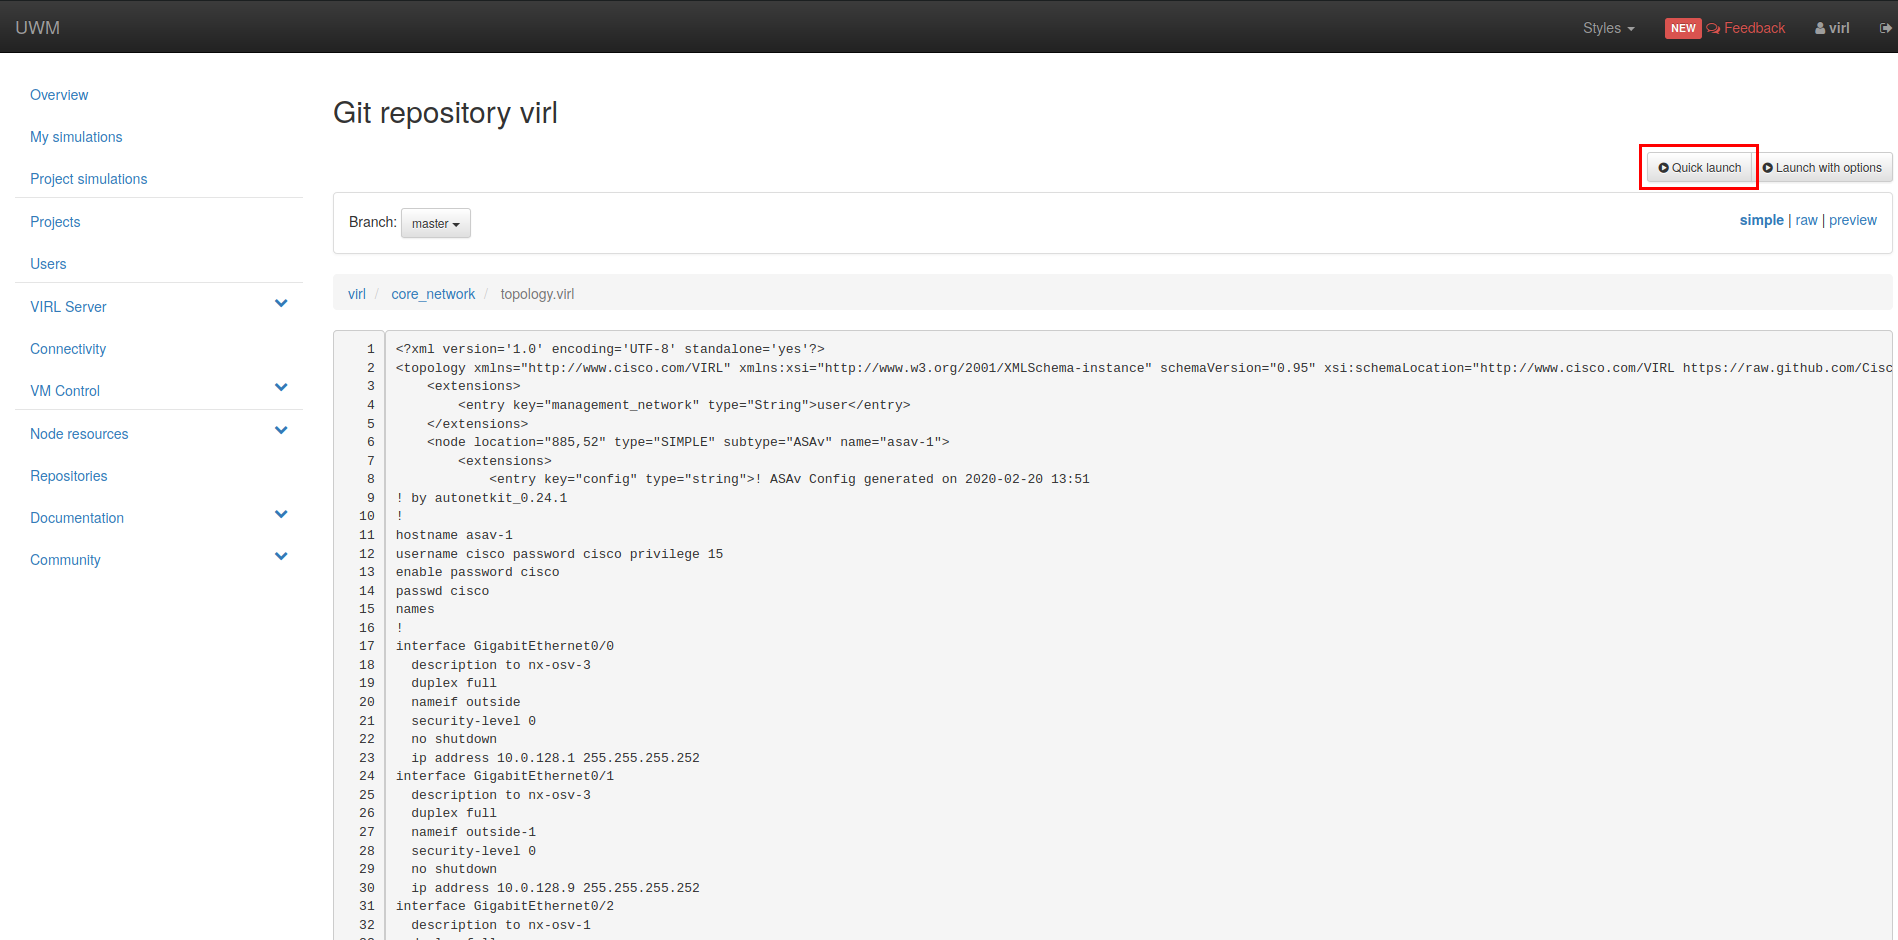 UWM
Styles
NEW Feedback
virl
Overview
My simulations
Project simulations
Projects
Users
VIRL Server
Connectivity
VM Control
Node resources
Repositories
Documentation
Community
Git repository virl
Quick launch
Launch with options
Branch: master
simple | raw | preview
virl / core_network / topology.virl
1 <?xml version='1.0' encoding='UTF-8' standalone='yes'?>
2 <topology xmlns="http://www.cisco.com/VIRL" xmlns:xsi="http://www.w3.org/2001/XMLSchema-instance" schemaVersion="0.95" xsi:schemaLocation="http://www.cisco.com/VIRL https://raw.github.com/Cisc
3     <extensions>
4         <entry key="management_network" type="String">user</entry>
5     </extensions>
6     <node location="885,52" type="SIMPLE" subtype="ASAv" name="asav-1">
7         <extensions>
8             <entry key="config" type="string">! ASAv Config generated on 2020-02-20 13:51
9 ! by autonetkit_0.24.1
10 !
11 hostname asav-1
12 username cisco password cisco privilege 15
13 enable password cisco
14 passwd cisco
15 names
16 !
17 interface GigabitEthernet0/0
18   description to nx-osv-3
19   duplex full
20   nameif outside
21   security-level 0
22   no shutdown
23   ip address 10.0.128.1 255.255.255.252
24 interface GigabitEthernet0/1
25   description to nx-osv-3
26   duplex full
27   nameif outside-1
28   security-level 0
29   no shutdown
30   ip address 10.0.128.9 255.255.255.252
31 interface GigabitEthernet0/2
32   description to nx-osv-1